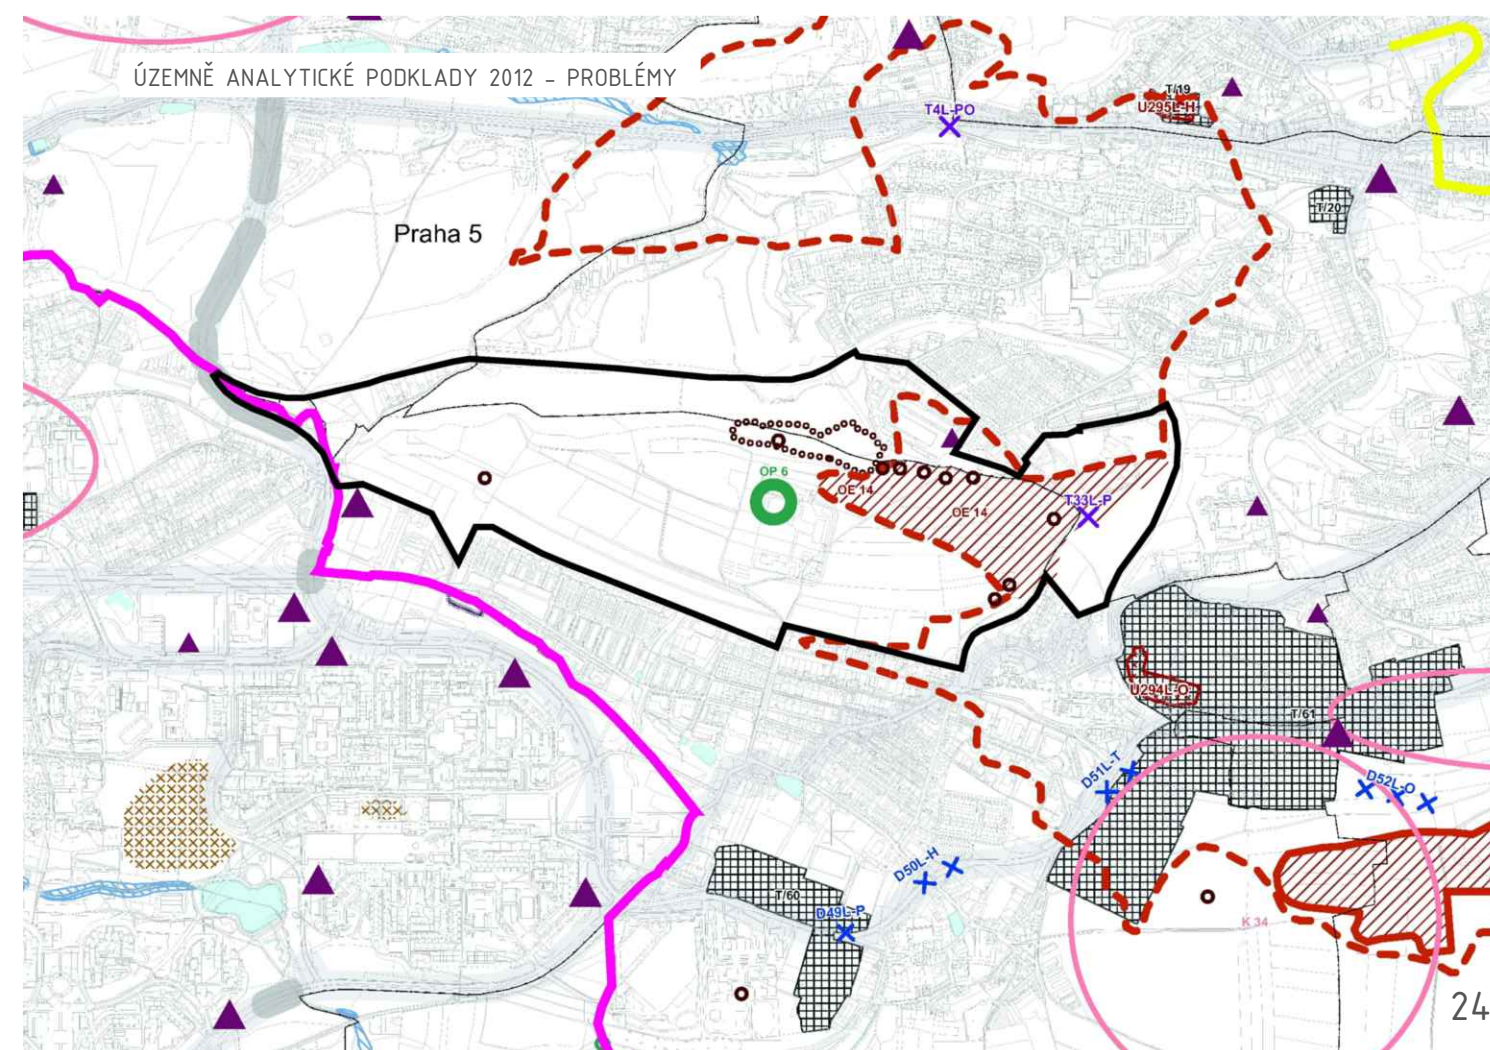 ÚZEMNĚ ANALYTICKÉ PODKLADY 2012 – PROBLÉMY
T/19
U295L-H
T4L-PO
T/20
Praha 5
OP 6
OE 14
OE 14
T33L-P
U294L-O
T/61
D51L-T
D52L-O
D50L-H
T/60
D49L-P
K 34
24